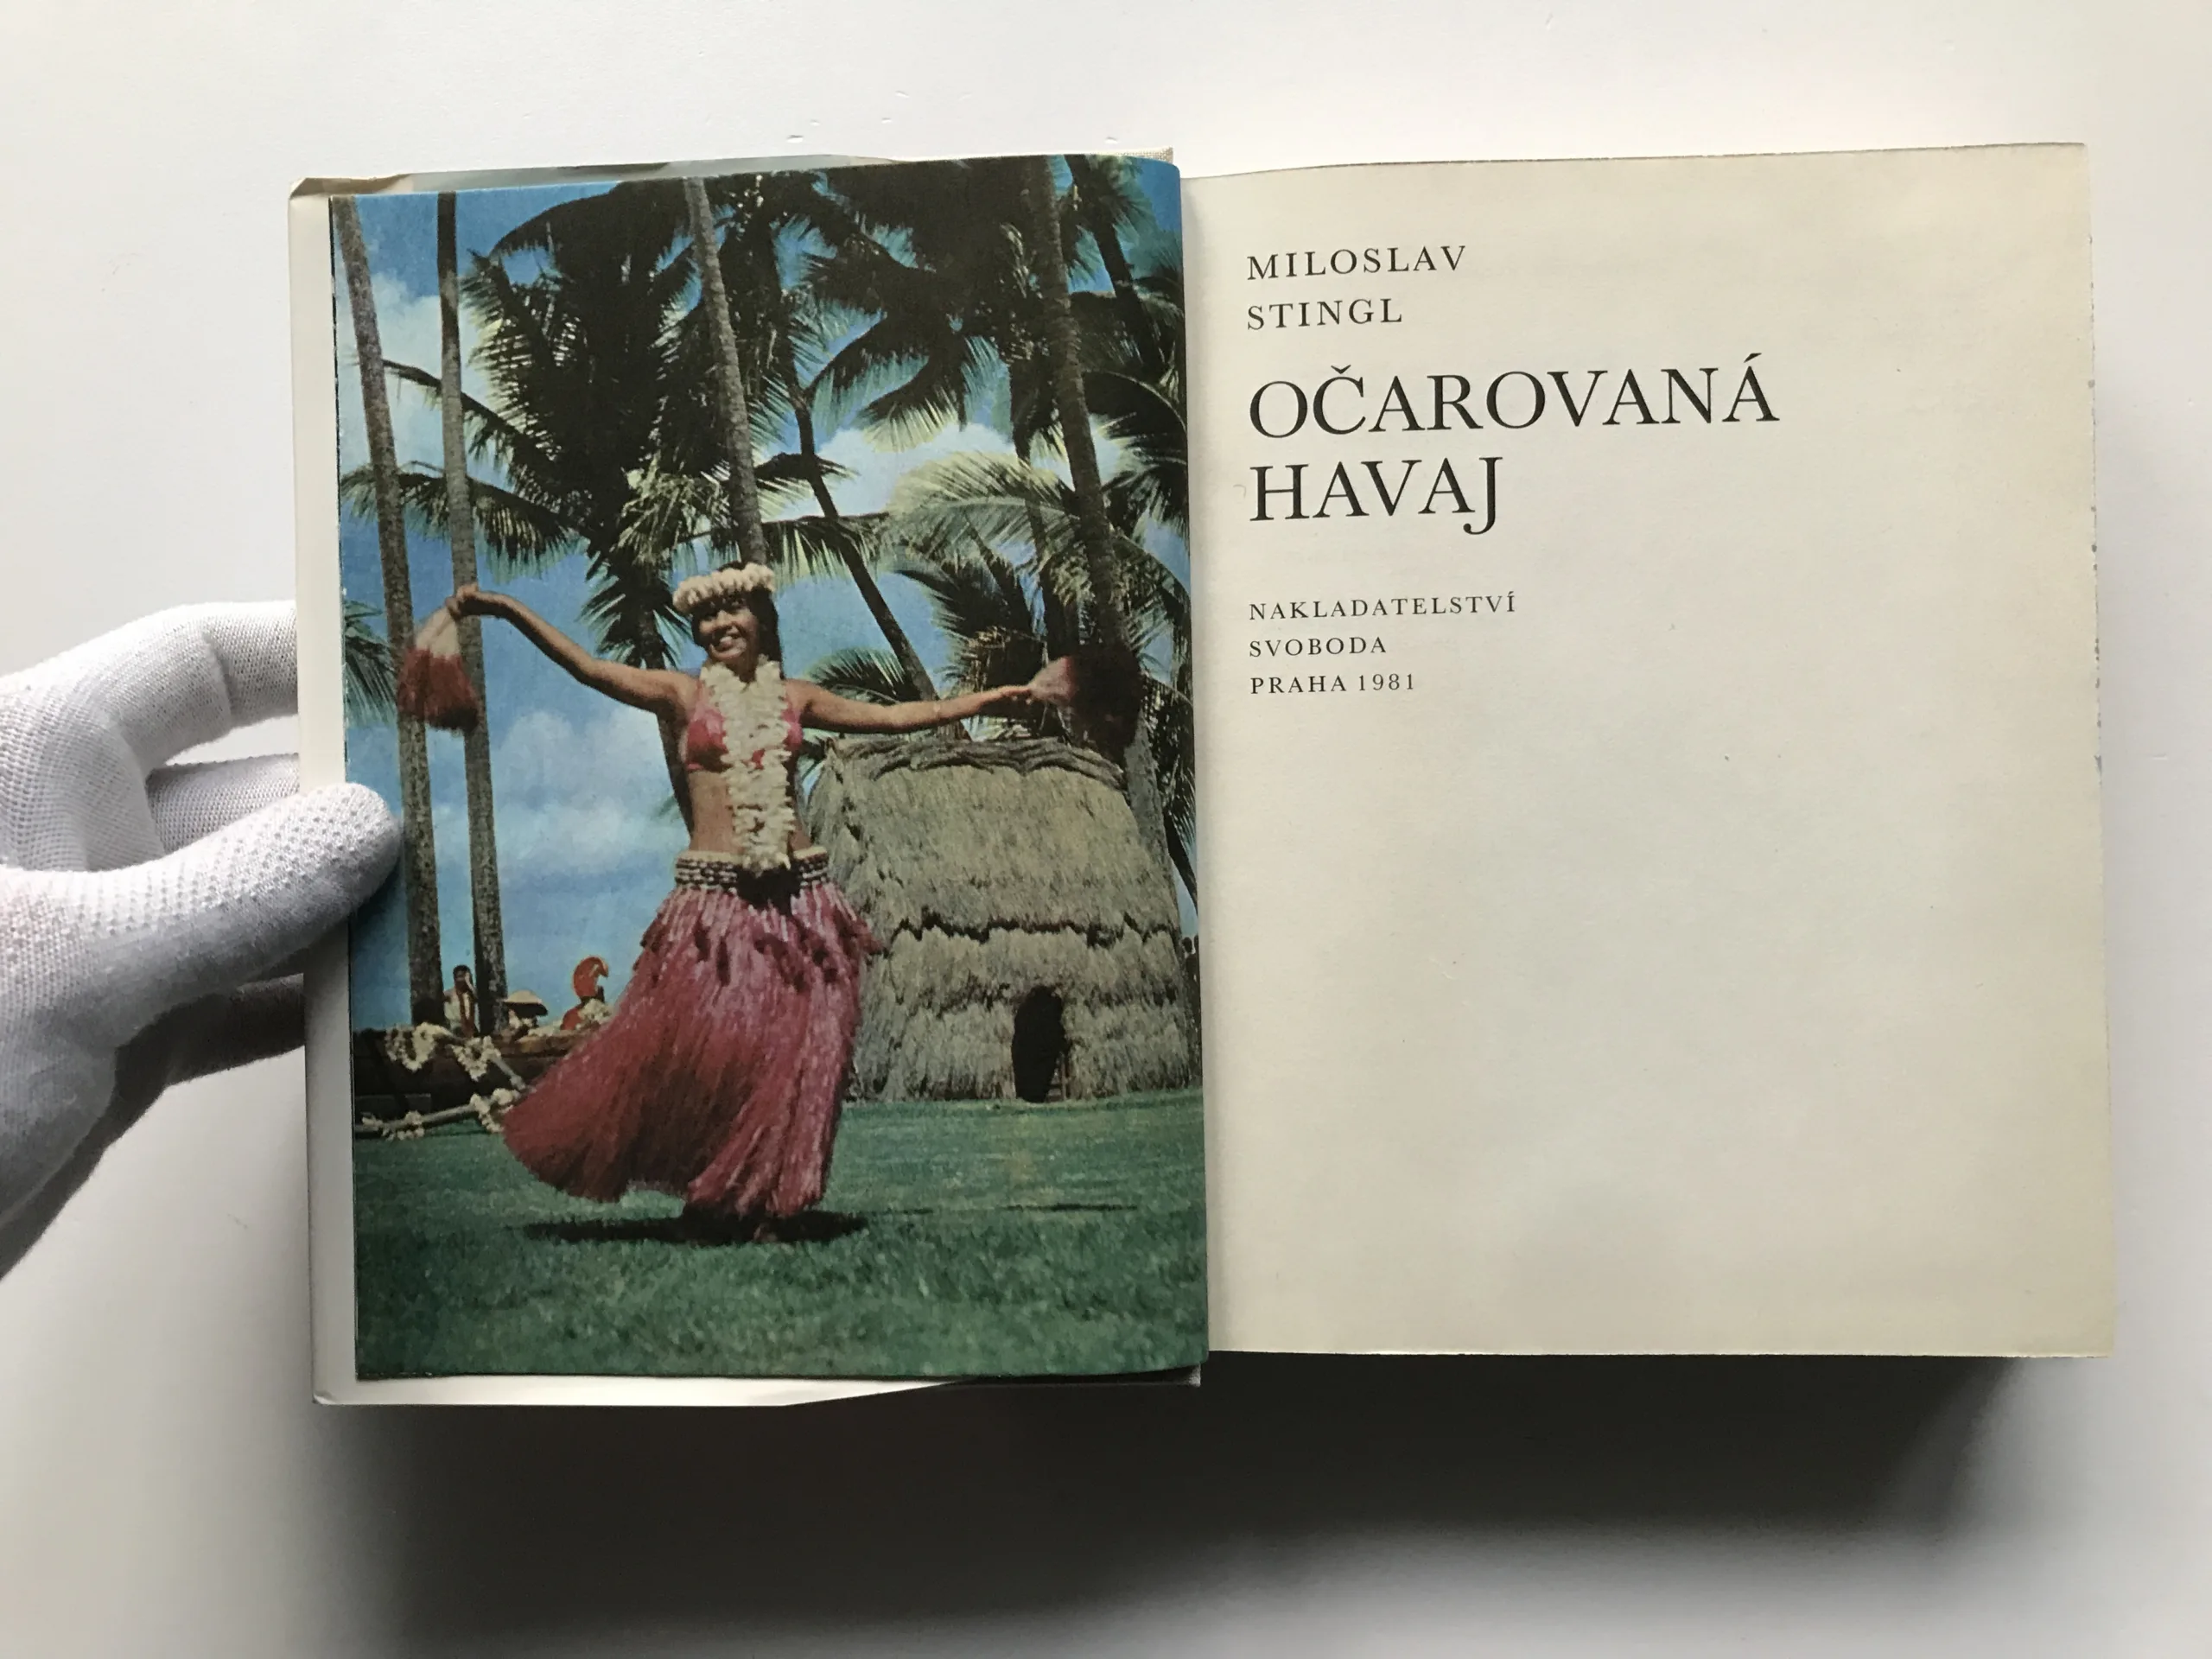 MILOSLAV
STINGL
OČAROVANÁ
HAVAJ
NAKLADATELSTVÍ
SVOBODA
PRAHA 1981